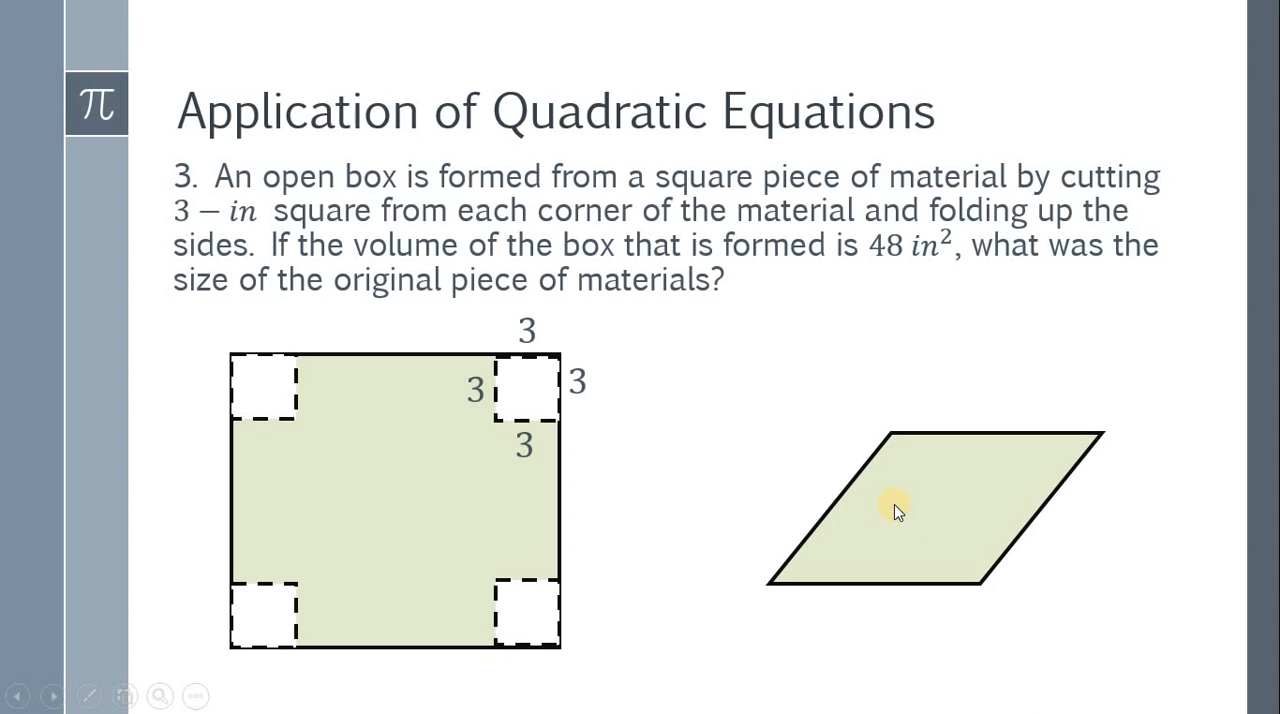 π
Application of Quadratic Equations
3. An open box is formed from a square piece of material by cutting
3 − in square from each corner of the material and folding up the
sides. If the volume of the box that is formed is 48 in², what was the
size of the original piece of materials?
3
3
3
3